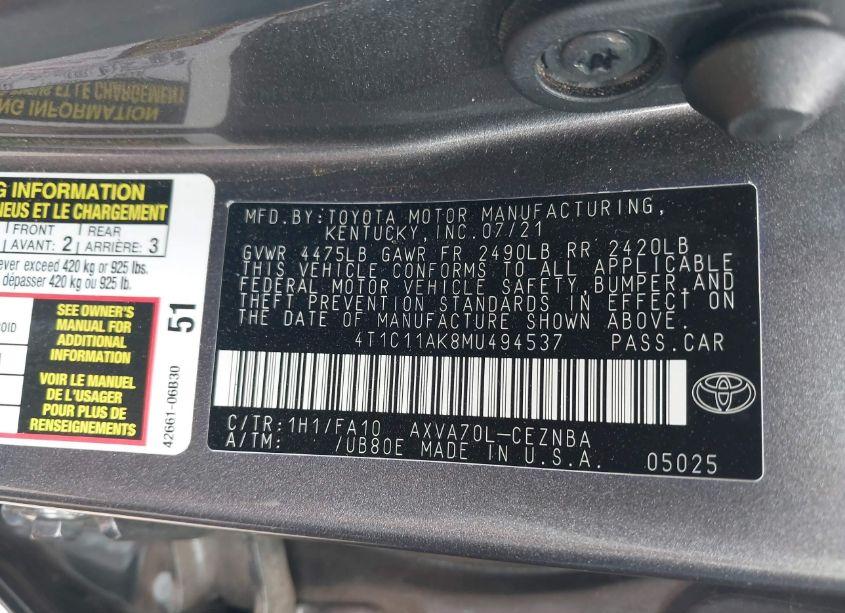 G INFORMATION
NEUS ET LE CHARGEMENT
FRONT REAR
AVANT: 2 ARRIÈRE: 3
ever exceed 420 kg or 925 lbs.
dépasser 420 kg ou 925 lb.
SEE OWNER'S
MANUAL FOR
ADDITIONAL
INFORMATION
VOIR LE MANUEL
DE L'USAGER
POUR PLUS DE
RENSEIGNEMENTS
51
42661-06B30
MFD.BY:TOYOTA MOTOR MANUFACTURING,
KENTUCKY, INC.07/21
GVWR 4475LB GAWR FR 2490LB RR 2420LB
THIS VEHICLE CONFORMS TO ALL APPLICABLE
FEDERAL MOTOR VEHICLE SAFETY,BUMPER,AND
THEFT PREVENTION STANDARDS IN EFFECT ON
THE DATE OF MANUFACTURE SHOWN ABOVE.
4T1C11AK8MU494537 PASS.CAR
C/TR:1H1/FA10 AXVA70L-CEZNBA
A/TM: /UB80E MADE IN U.S.A. 05025